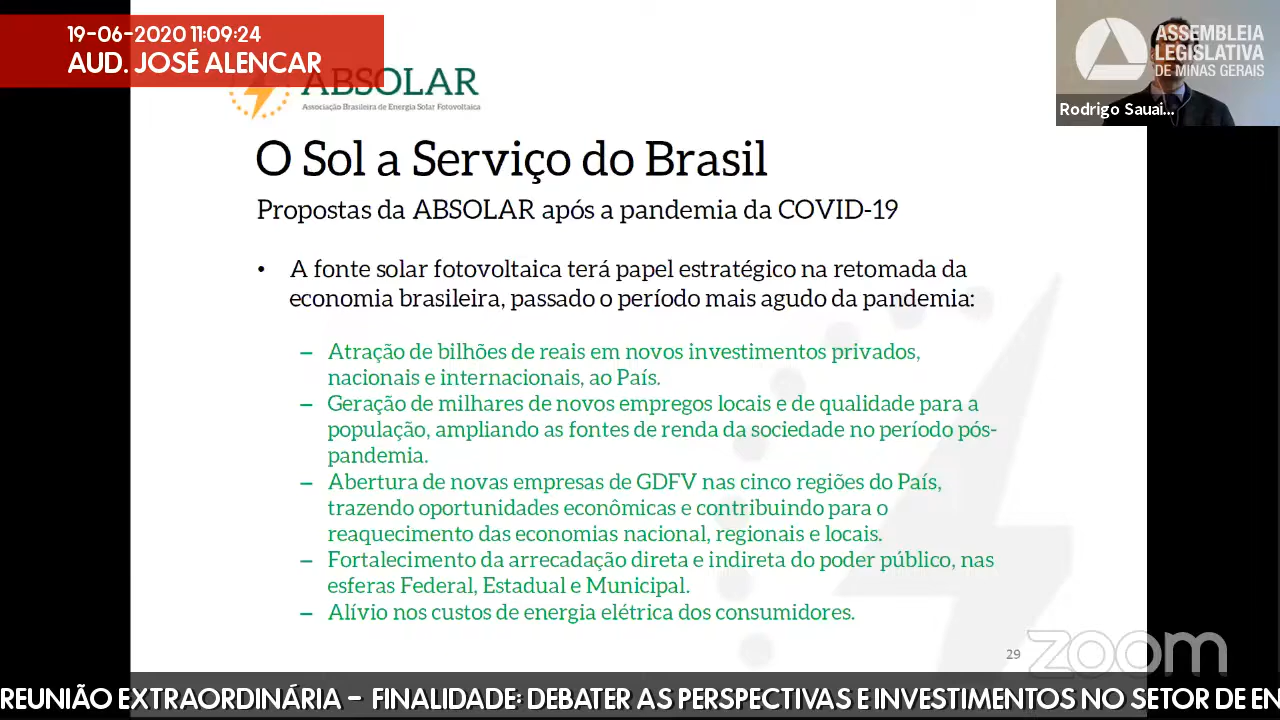 19-06-2020 11:09:24
AUD. JOSÉ ALENCAR
ASSEMBLEIA
LEGISLATIVA
DE MINAS GERAIS
Rodrigo Sauai...
ABSOLAR
Associação Brasileira de Energia Solar Fotovoltaica
O Sol a Serviço do Brasil
Propostas da ABSOLAR após a pandemia da COVID-19
• A fonte solar fotovoltaica terá papel estratégico na retomada da
economia brasileira, passado o período mais agudo da pandemia:
– Atração de bilhões de reais em novos investimentos privados,
nacionais e internacionais, ao País.
– Geração de milhares de novos empregos locais e de qualidade para a
população, ampliando as fontes de renda da sociedade no período pós-
pandemia.
– Abertura de novas empresas de GDFV nas cinco regiões do País,
trazendo oportunidades econômicas e contribuindo para o
reaquecimento das economias nacional, regionais e locais.
– Fortalecimento da arrecadação direta e indireta do poder público, nas
esferas Federal, Estadual e Municipal.
– Alívio nos custos de energia elétrica dos consumidores.
29
zoom
REUNIÃO EXTRAORDINÁRIA - FINALIDADE: DEBATER AS PERSPECTIVAS E INVESTIMENTOS NO SETOR DE EN